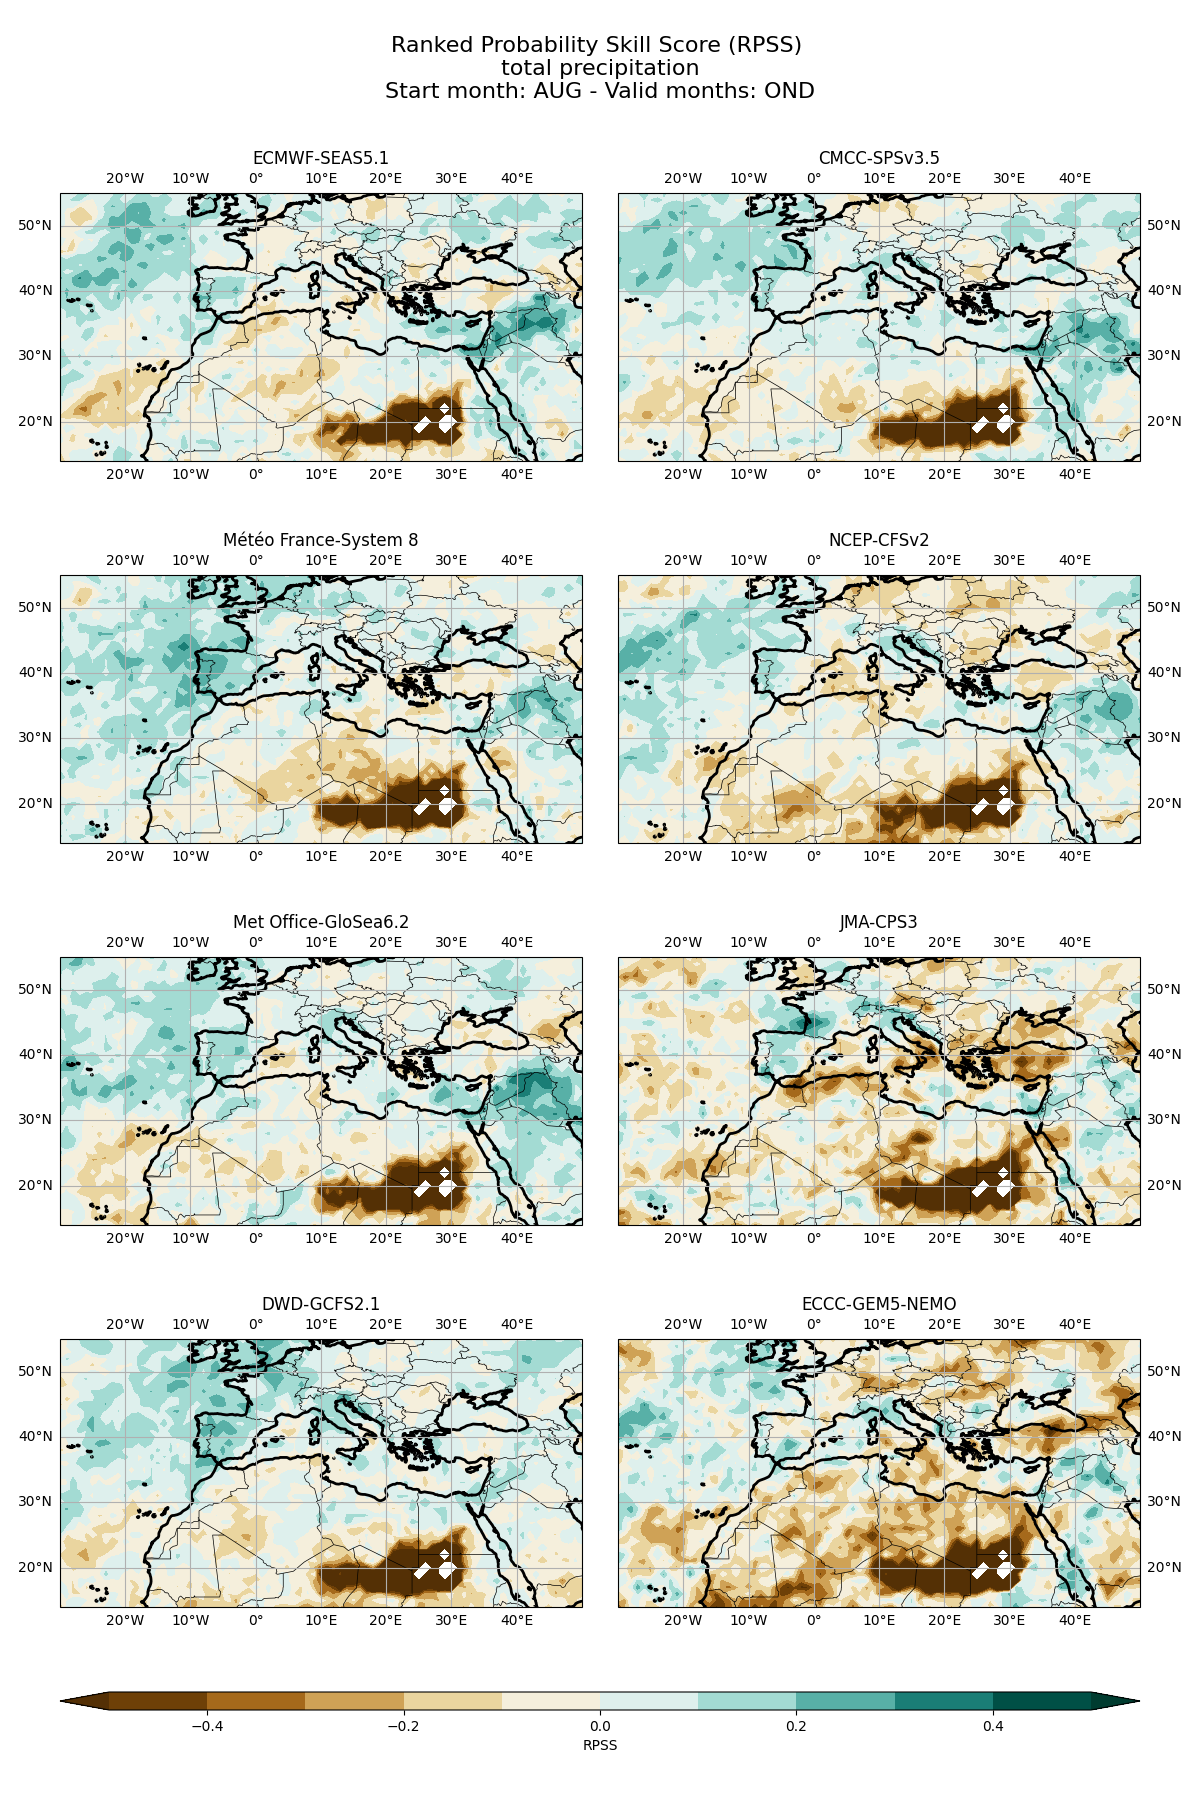 Ranked Probability Skill Score (RPSS)
total precipitation
Start month: AUG - Valid months: OND
ECMWF-SEAS5.1
20°W 10°W 0° 10°E 20°E 30°E 40°E
50°N
40°N
30°N
20°N
20°W 10°W 0° 10°E 20°E 30°E 40°E
CMCC-SPSv3.5
20°W 10°W 0° 10°E 20°E 30°E 40°E
50°N
40°N
30°N
20°N
20°W 10°W 0° 10°E 20°E 30°E 40°E
Météo France-System 8
20°W 10°W 0° 10°E 20°E 30°E 40°E
50°N
40°N
30°N
20°N
20°W 10°W 0° 10°E 20°E 30°E 40°E
NCEP-CFSv2
20°W 10°W 0° 10°E 20°E 30°E 40°E
50°N
40°N
30°N
20°N
20°W 10°W 0° 10°E 20°E 30°E 40°E
Met Office-GloSea6.2
20°W 10°W 0° 10°E 20°E 30°E 40°E
50°N
40°N
30°N
20°N
20°W 10°W 0° 10°E 20°E 30°E 40°E
JMA-CPS3
20°W 10°W 0° 10°E 20°E 30°E 40°E
50°N
40°N
30°N
20°N
20°W 10°W 0° 10°E 20°E 30°E 40°E
DWD-GCFS2.1
20°W 10°W 0° 10°E 20°E 30°E 40°E
50°N
40°N
30°N
20°N
20°W 10°W 0° 10°E 20°E 30°E 40°E
ECCC-GEM5-NEMO
20°W 10°W 0° 10°E 20°E 30°E 40°E
50°N
40°N
30°N
20°N
20°W 10°W 0° 10°E 20°E 30°E 40°E
−0.4 −0.2 0.0 0.2 0.4
RPSS